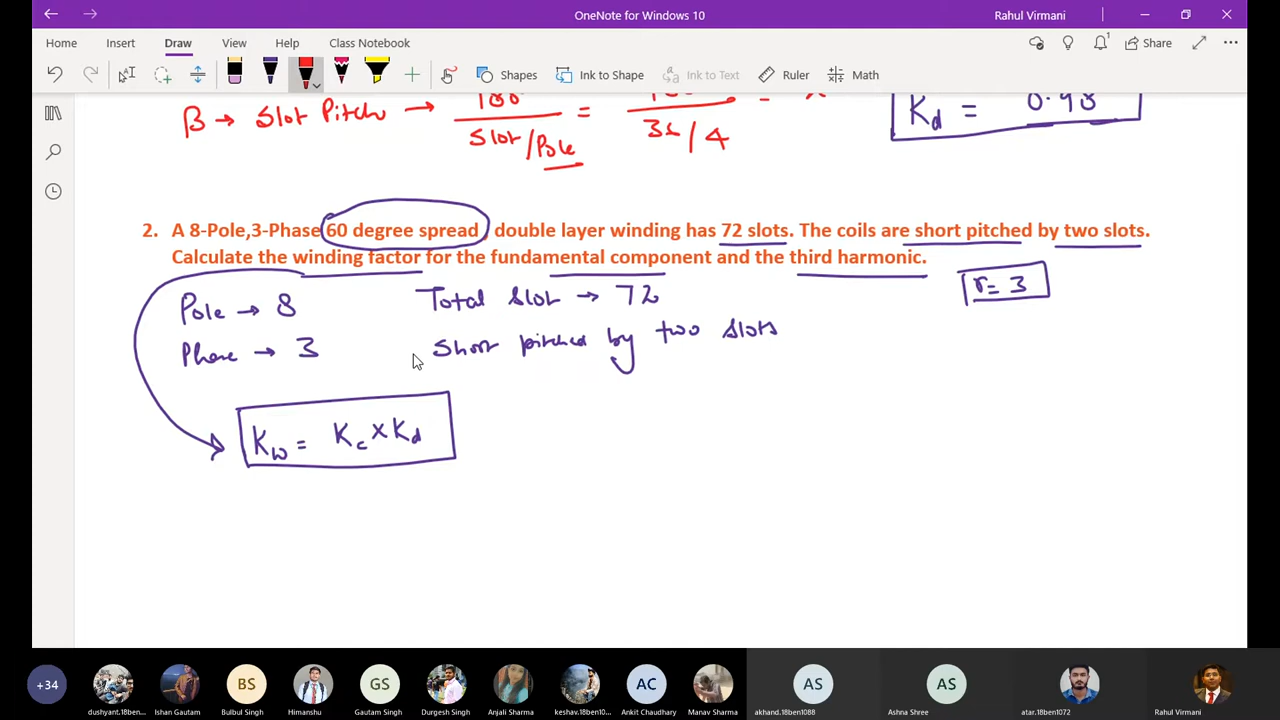 OneNote for Windows 10
Rahul Virmani
Home Insert Draw View Help Class Notebook
Share
Shapes Ink to Shape Ink to Text Ruler Math
β → Slot Pitch → 180° / Slot/Pole = / 4 =
Kd = 0.98
2. A 8-Pole,3-Phase 60 degree spread, double layer winding has 72 slots. The coils are short pitched by two slots.
Calculate the winding factor for the fundamental component and the third harmonic.
r = 3
Pole → 8 Total Slot → 72
Phase → 3 Short pitched by two slots
Kw = Kc x Kd
+34 BS GS AC AS AS
dushyant.18ben... Ishan Gautam Bulbul Singh Himanshu Gautam Singh Durgesh Singh Anjali Sharma keshav.18ben10... Ankit Chaudhary Manav Sharma akhand.18ben1088 Ashna Shree atar.18ben1071 Rahul Virmani